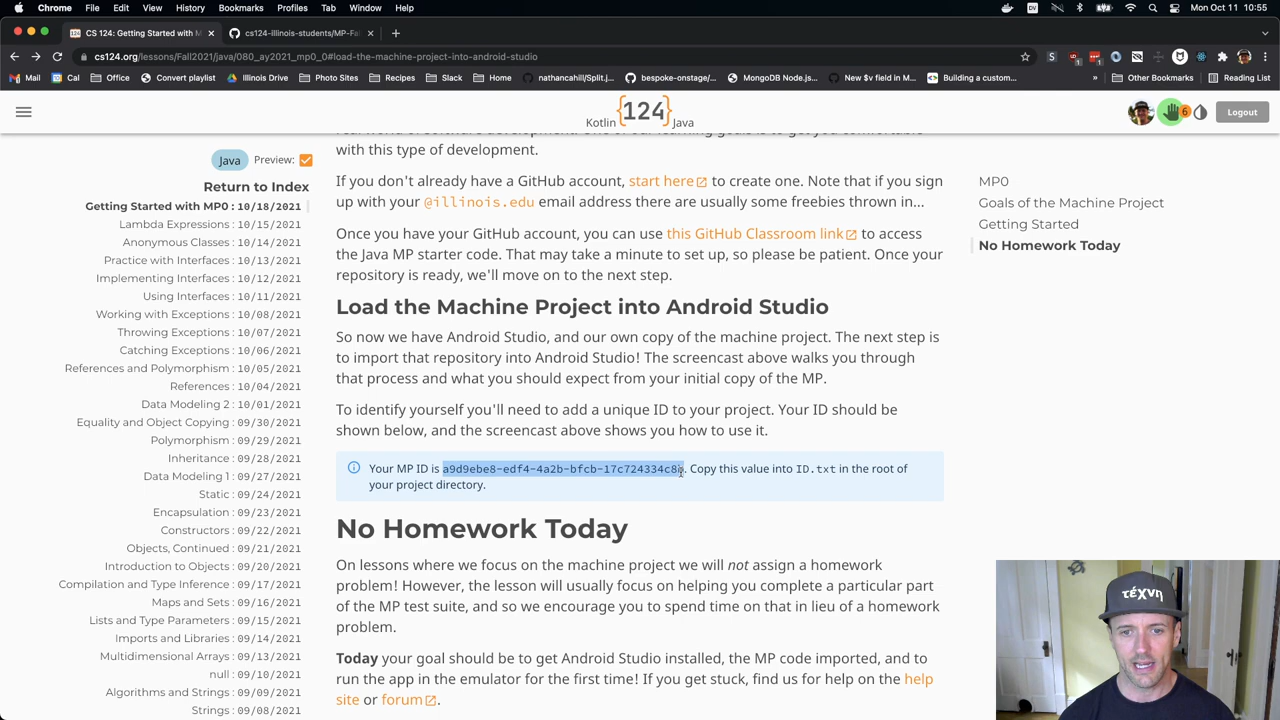 10:55
CS 124: Getting Started with M
cs124-illinois-students/MP-Fal
cs124.org/lessons/Fall2021/java/080_ay2021_mp0_0#load-the-machine-project-into-android-studio
Mail
Cal
Office
Convert playlist
Illinois Drive
Photo Sites
Recipes
Slack
Home
nathancahill/Split.j...
bespoke-onstage/...
MongoDB Node.js...
New $v field in M...
Building a custom...
»
Other Bookmarks
Reading List
Kotlin {124} Java
6
Logout
Java
Preview:
Return to Index
Getting Started with MP0 : 10/18/2021
Lambda Expressions : 10/15/2021
Anonymous Classes : 10/14/2021
Practice with Interfaces : 10/13/2021
Implementing Interfaces : 10/12/2021
Using Interfaces : 10/11/2021
Working with Exceptions : 10/08/2021
Throwing Exceptions : 10/07/2021
Catching Exceptions : 10/06/2021
References and Polymorphism : 10/05/2021
References : 10/04/2021
Data Modeling 2 : 10/01/2021
Equality and Object Copying : 09/30/2021
Polymorphism : 09/29/2021
Inheritance : 09/28/2021
Data Modeling 1 : 09/27/2021
Static : 09/24/2021
Encapsulation : 09/23/2021
Constructors : 09/22/2021
Objects, Continued : 09/21/2021
Introduction to Objects : 09/20/2021
Compilation and Type Inference : 09/17/2021
Maps and Sets : 09/16/2021
Lists and Type Parameters : 09/15/2021
Imports and Libraries : 09/14/2021
Multidimensional Arrays : 09/13/2021
null : 09/10/2021
Algorithms and Strings : 09/09/2021
Strings : 09/08/2021
with this type of development.
If you don't already have a GitHub account, start here to create one. Note that if you sign
up with your @illinois.edu email address there are usually some freebies thrown in...
Once you have your GitHub account, you can use this GitHub Classroom link to access
the Java MP starter code. That may take a minute to set up, so please be patient. Once your
repository is ready, we'll move on to the next step.
Load the Machine Project into Android Studio
So now we have Android Studio, and our own copy of the machine project. The next step is
to import that repository into Android Studio! The screencast above walks you through
that process and what you should expect from your initial copy of the MP.
To identify yourself you'll need to add a unique ID to your project. Your ID should be
shown below, and the screencast above shows you how to use it.
Your MP ID is . Copy this value into ID.txt in the root of
your project directory.
No Homework Today
On lessons where we focus on the machine project we will not assign a homework
problem! However, the lesson will usually focus on helping you complete a particular part
of the MP test suite, and so we encourage you to spend time on that in lieu of a homework
problem.
Today your goal should be to get Android Studio installed, the MP code imported, and to
run the app in the emulator for the first time! If you get stuck, find us for help on the help
site or forum.
MP0
Goals of the Machine Project
Getting Started
No Homework Today
τέχνη